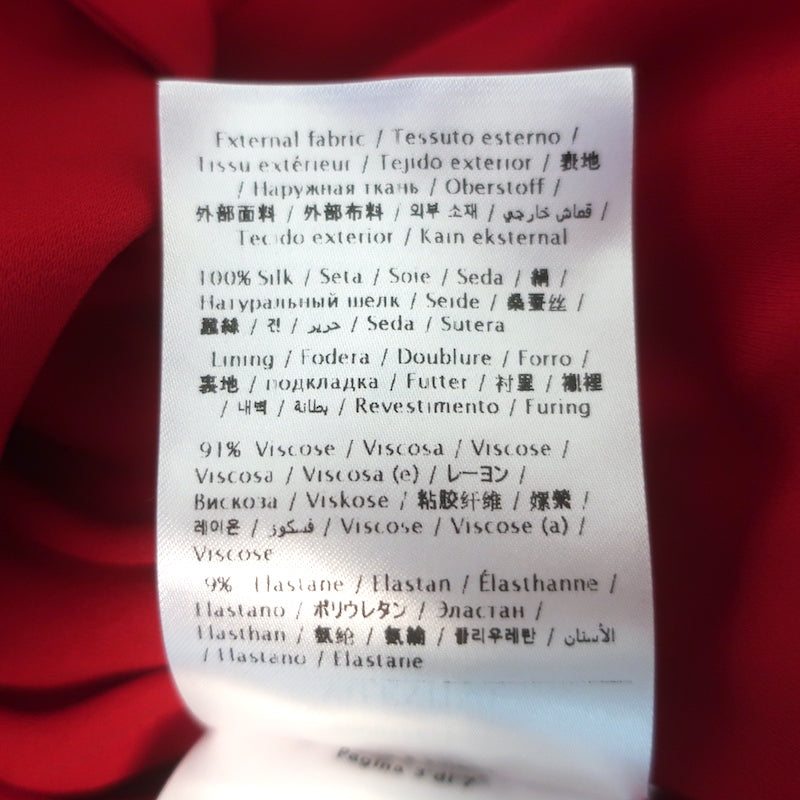 External fabric / Tessuto esterno /
Tissu extérieur / Tejido exterior / 表地
/ Наружная ткань / Oberstoff /
外部面料 / 外部布料 / 외부 소재 / قماش خارجي /
Tecido exterior / Kain eksternal
100% Silk / Seta / Soie / Seda / 絹 /
Натуральный шелк / Seide / 桑蚕丝 /
蠶絲 / 견 / حرير / Seda / Sutera
Lining / Fodera / Doublure / Forro /
裏地 / подкладка / Futter / 衬里 / 襯裡
/ 내벽 / بطانة / Revestimento / Furing
91% Viscose / Viscosa / Viscose /
Viscosa / Viscosa (e) / レーヨン /
Вискоза / Viskose / 粘胶纤维 / 嫘縈 /
레이온 / فسكوز / Viscose / Viscose (a) /
Viscose
9% Elastane / Elastan / Élasthanne /
Elastano / ポリウレタン / Эластан /
Elasthan / 氨纶 / 氨綸 / 폴리우레탄 / الأستان
/ Elastano / Elastane
Pagina 3 di 7